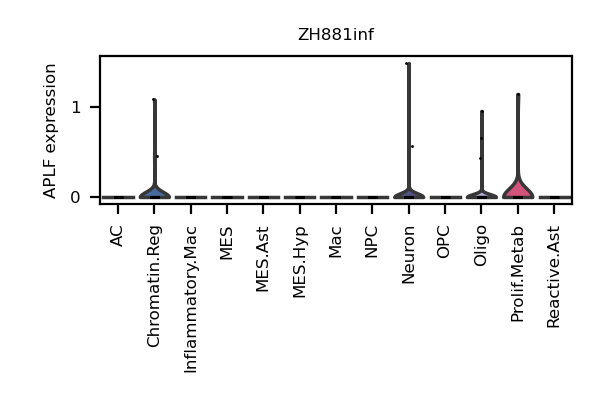 ZH881inf
APLF expression
1
0
AC
Chromatin.Reg
Inflammatory.Mac
MES
MES.Ast
MES.Hyp
Mac
NPC
Neuron
OPC
Oligo
Prolif.Metab
Reactive.Ast